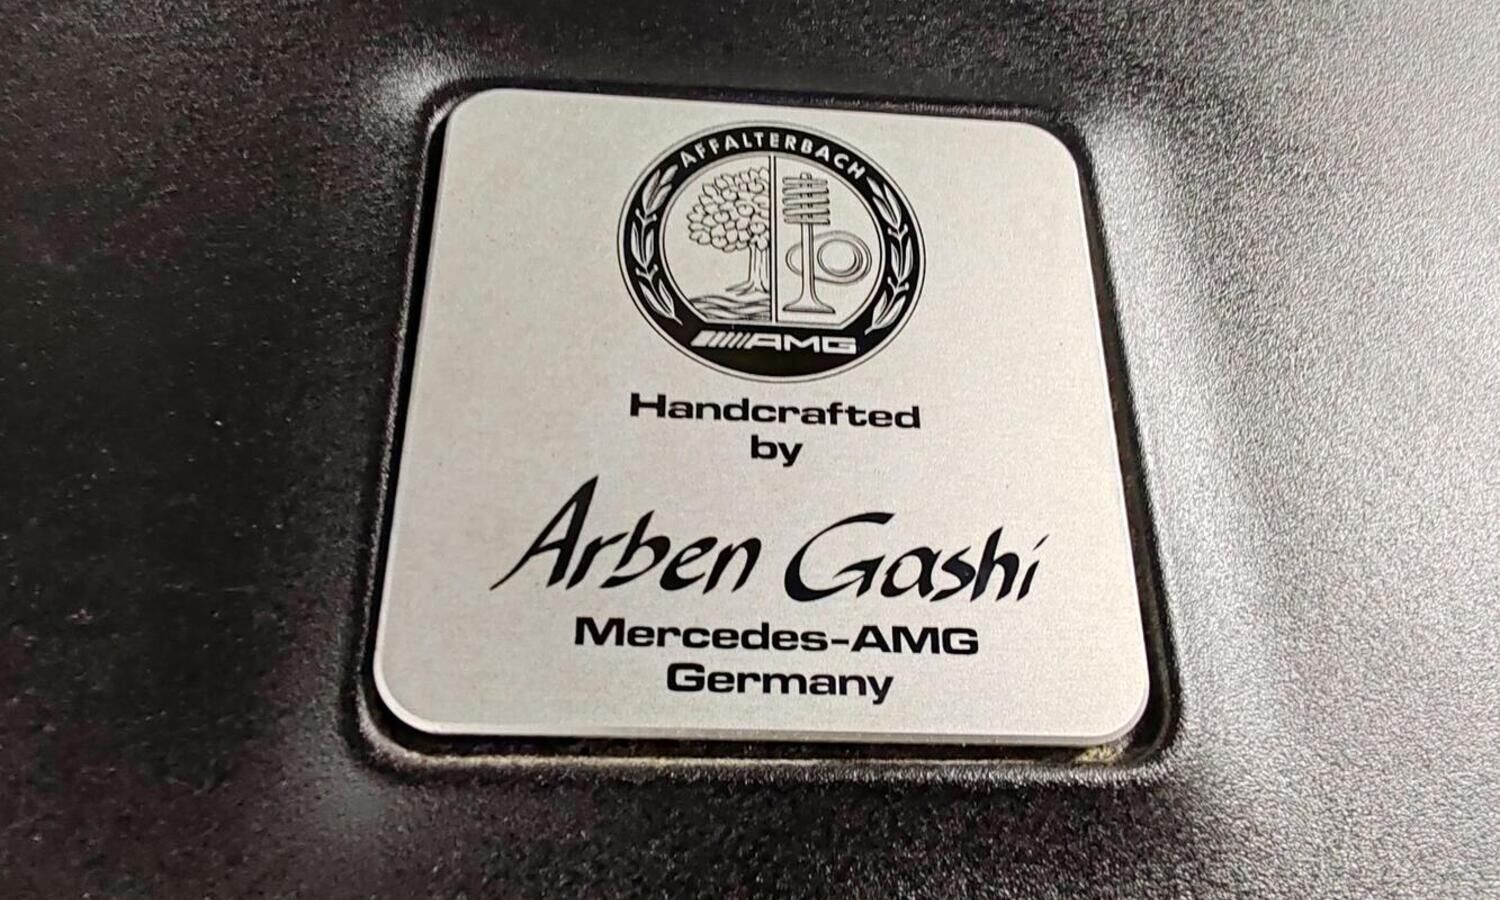 AFFALTERBACH
AMG
Handcrafted
by
Arben Gashi
Mercedes-AMG
Germany